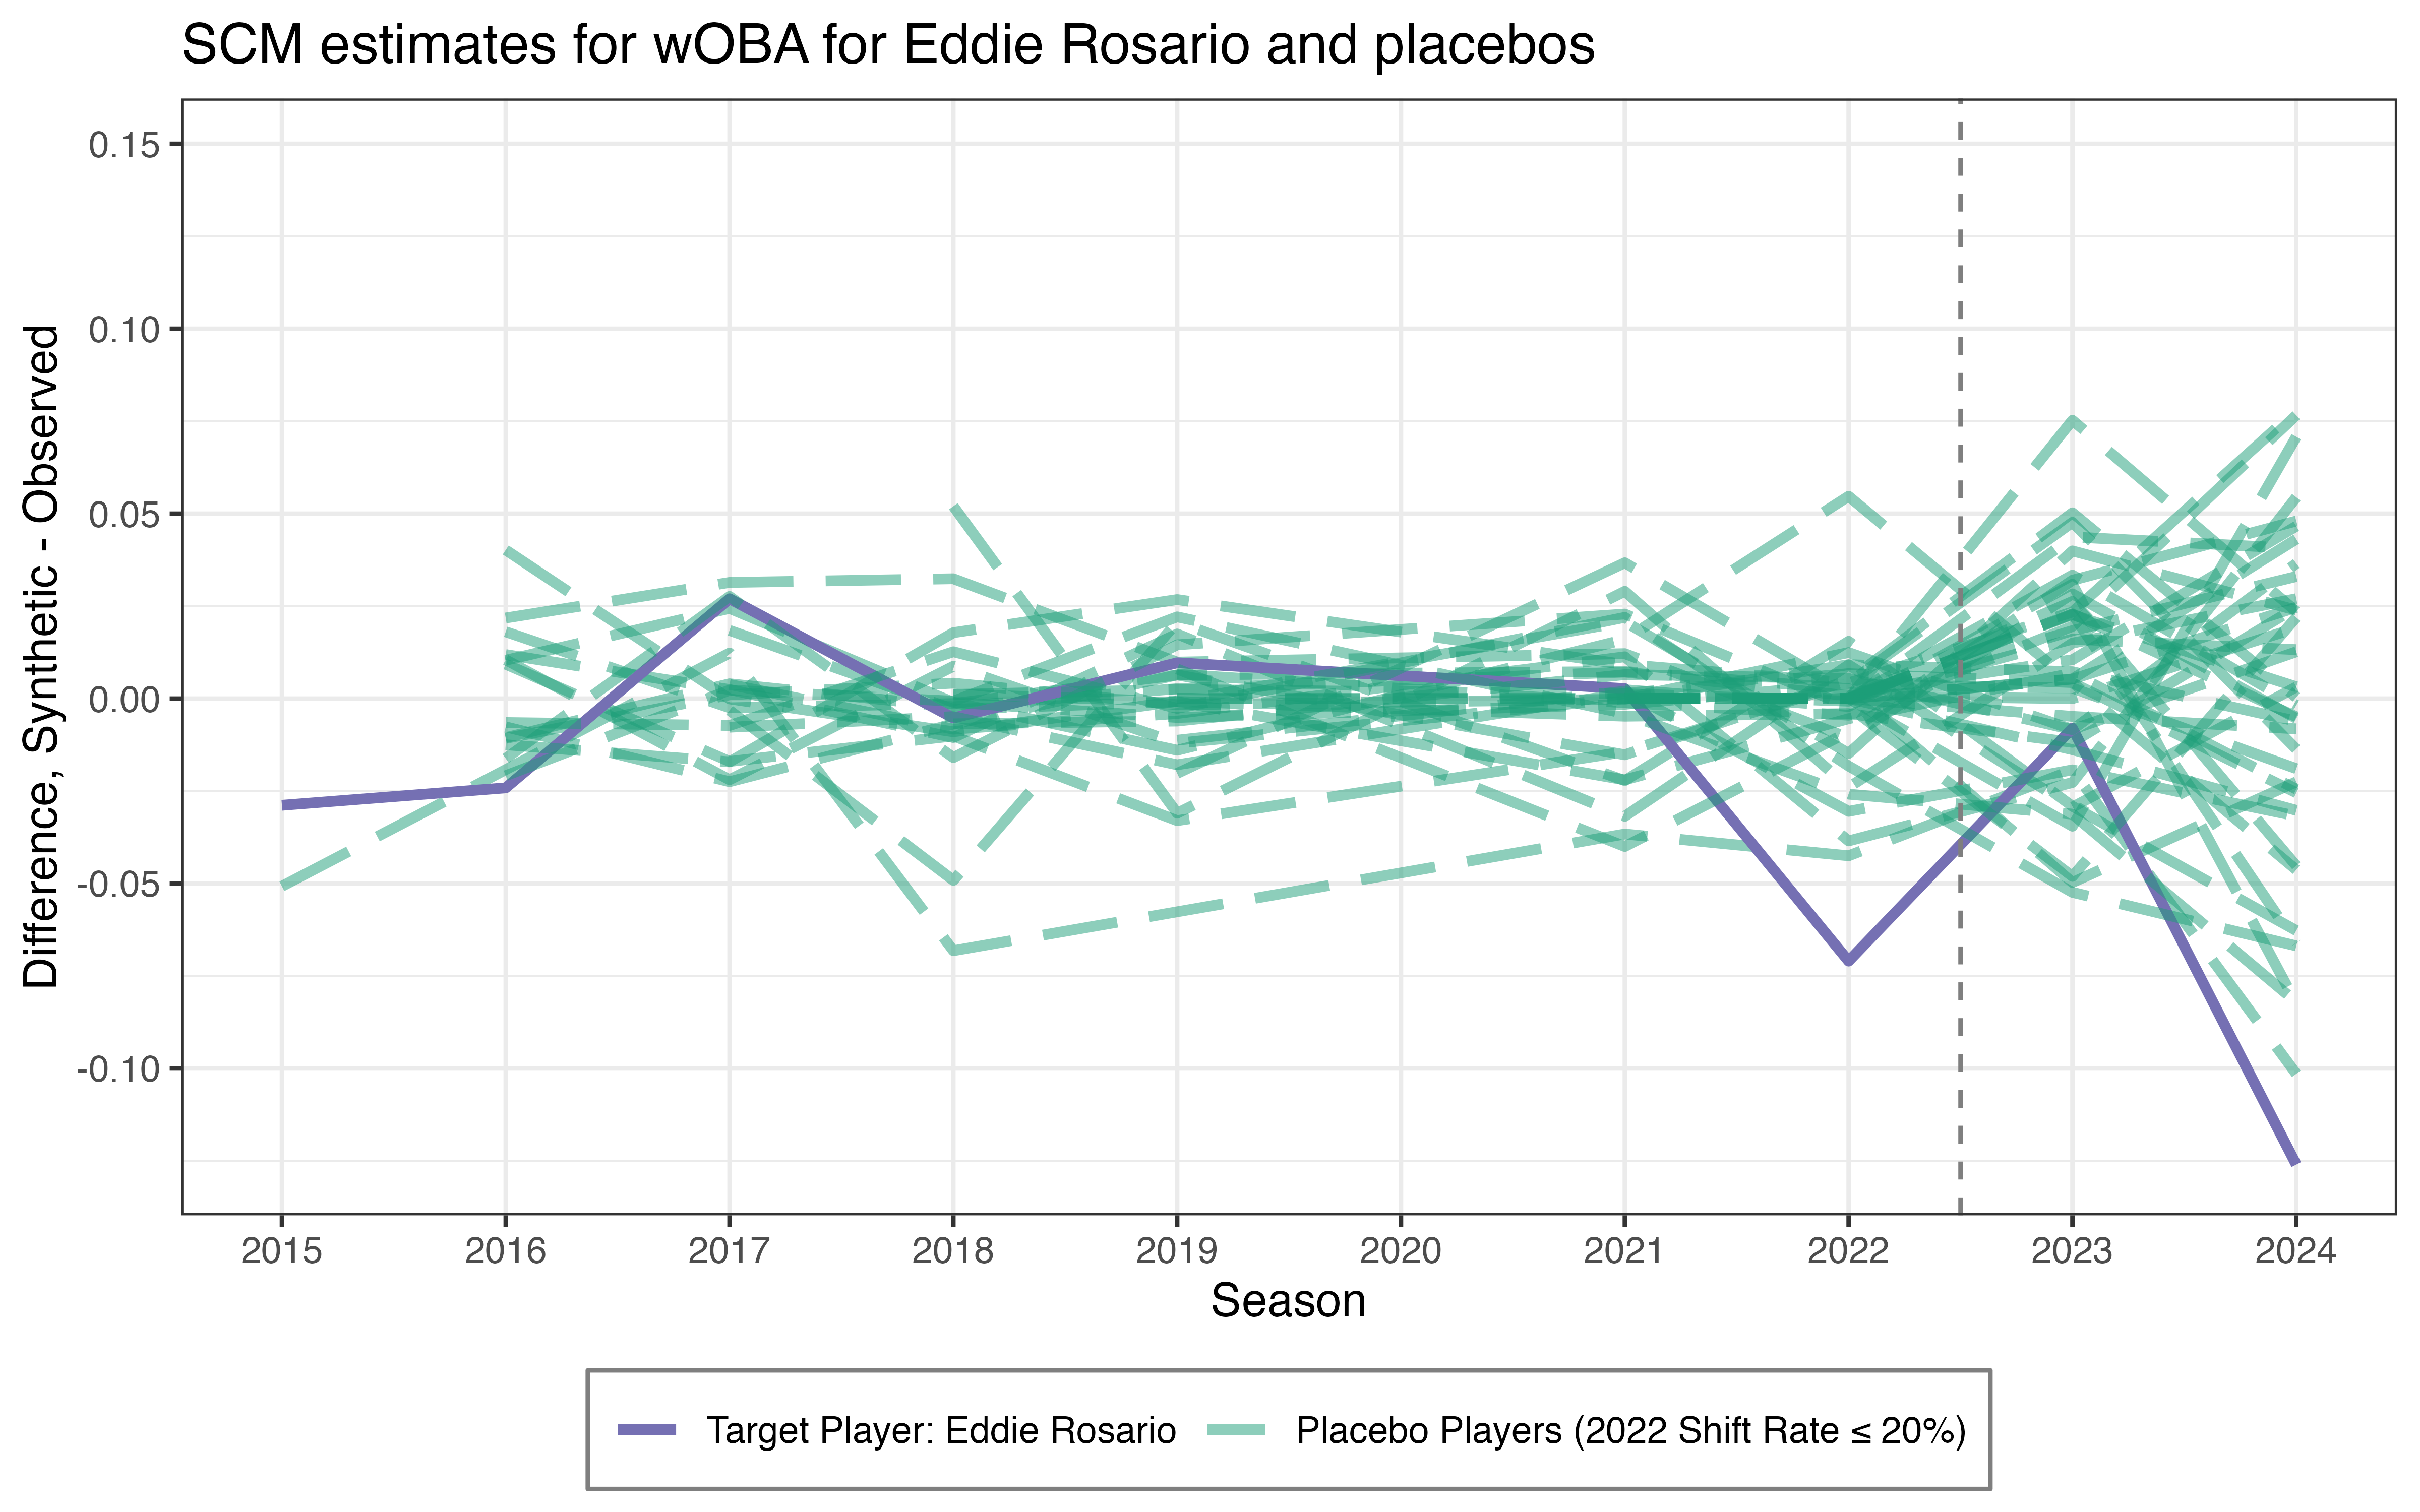 SCM estimates for wOBA for Eddie Rosario and placebos
Difference, Synthetic - Observed
0.15
0.10
0.05
0.00
-0.05
-0.10
2015 2016 2017 2018 2019 2020 2021 2022 2023 2024
Season
Target Player: Eddie Rosario Placebo Players (2022 Shift Rate ≤ 20%)